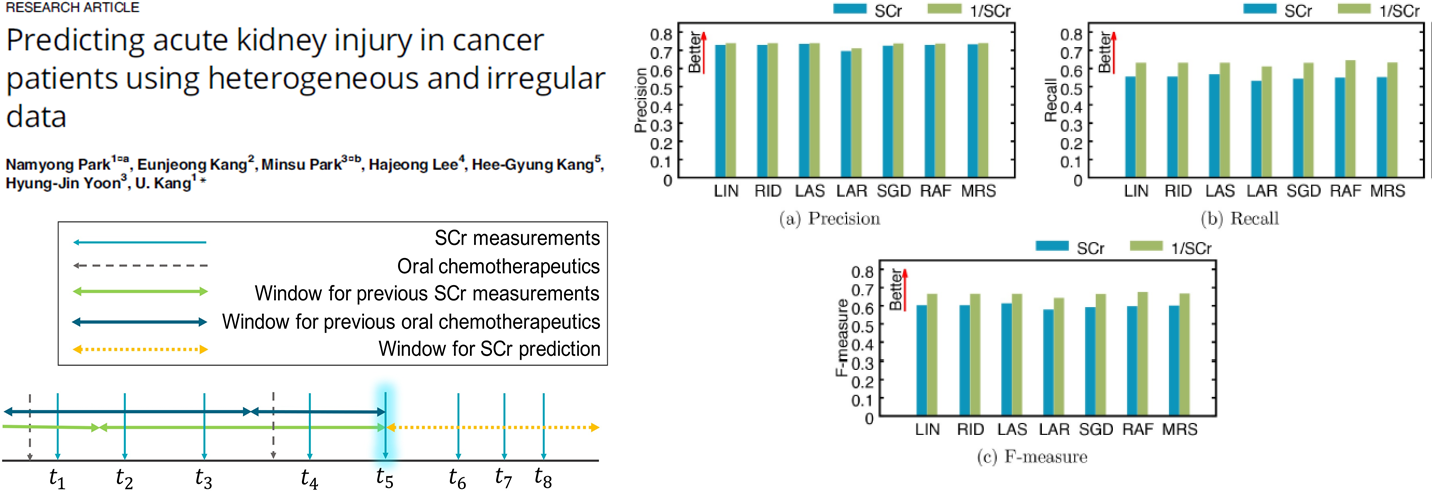 RESEARCH ARTICLE
Predicting acute kidney injury in cancer
patients using heterogeneous and irregular
data
Namyong Park1¤a, Eunjeong Kang2, Minsu Park3¤b, Hajeong Lee4, Hee-Gyung Kang5,
Hyung-Jin Yoon3, U. Kang1 *
SCr measurements
Oral chemotherapeutics
Window for previous SCr measurements
Window for previous oral chemotherapeutics
Window for SCr prediction
t1 t2 t3 t4 t5 t6 t7 t8
SCr 1/SCr
Better
Precision
0.8
0.7
0.6
0.5
0.4
0.3
0.2
0.1
0
LIN RID LAS LAR SGD RAF MRS
(a) Precision
SCr 1/SCr
Better
Recall
0.8
0.7
0.6
0.5
0.4
0.3
0.2
0.1
0
LIN RID LAS LAR SGD RAF MRS
(b) Recall
SCr 1/SCr
Better
F-measure
0.8
0.7
0.6
0.5
0.4
0.3
0.2
0.1
0
LIN RID LAS LAR SGD RAF MRS
(c) F-measure